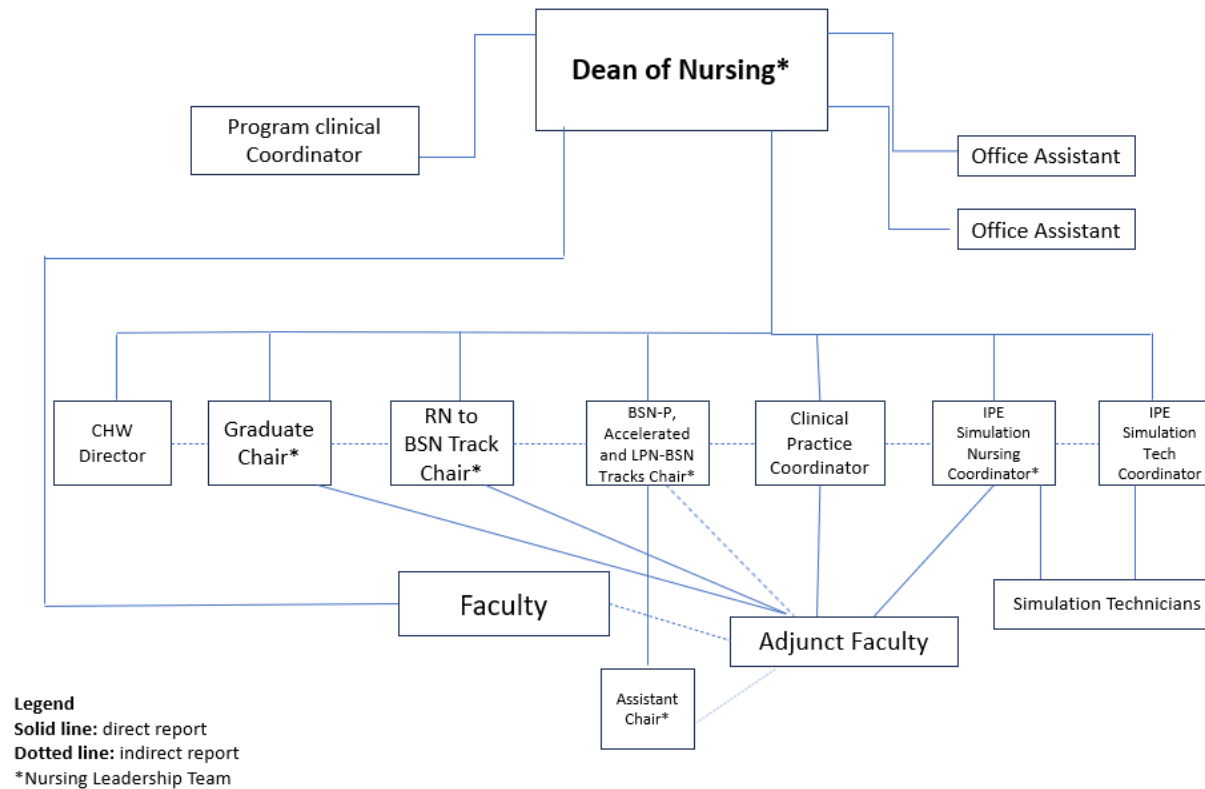 Dean of Nursing*
Program clinical
Coordinator
Office Assistant
Office Assistant
CHW
Director
Graduate
Chair*
RN to
BSN Track
Chair*
BSN-P,
Accelerated
and LPN-BSN
Tracks Chair*
Clinical
Practice
Coordinator
IPE
Simulation
Nursing
Coordinator*
IPE
Simulation
Tech
Coordinator
Faculty
Adjunct Faculty
Simulation Technicians
Assistant
Chair*
Legend
Solid line: direct report
Dotted line: indirect report
*Nursing Leadership Team